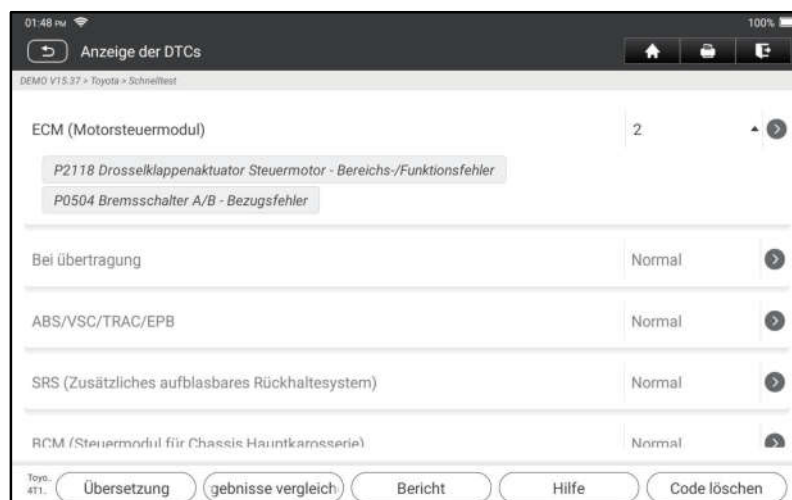 01:48 PM
100%
Anzeige der DTCs
DEMO V15.37 > Toyota > Schnelltest
ECM (Motorsteuermodul) 2
P2118 Drosselklappenaktuator Steuermotor - Bereichs-/Funktionsfehler
P0504 Bremsschalter A/B - Bezugsfehler
Bei übertragung Normal
ABS/VSC/TRAC/EPB Normal
SRS (Zusätzliches aufblasbares Rückhaltesystem) Normal
BCM (Steuermodul für Chassis Hauptkarosserie) Normal
Toyo..
4T1..
Übersetzung
gebnisse vergleich
Bericht
Hilfe
Code löschen